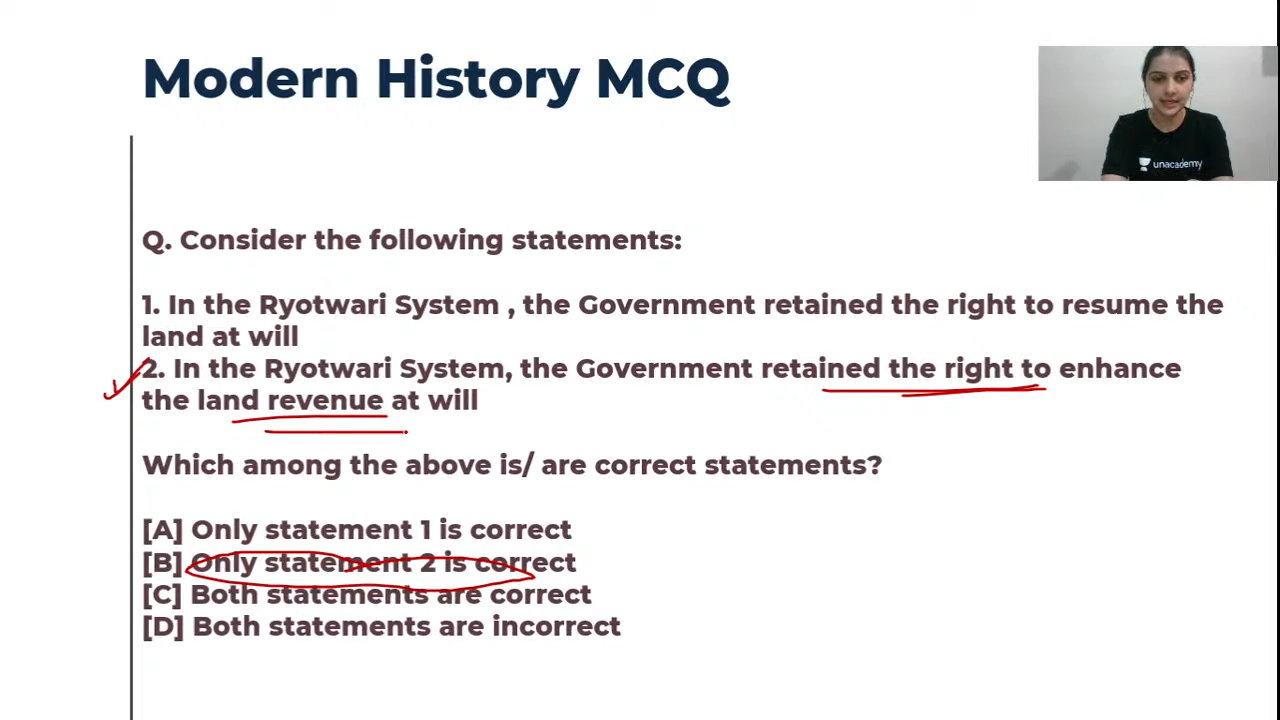 Modern History MCQ
unacademy
Q. Consider the following statements:
1. In the Ryotwari System , the Government retained the right to resume the
land at will
2. In the Ryotwari System, the Government retained the right to enhance
the land revenue at will
Which among the above is/ are correct statements?
[A] Only statement 1 is correct
[B] Only statement 2 is correct
[C] Both statements are correct
[D] Both statements are incorrect